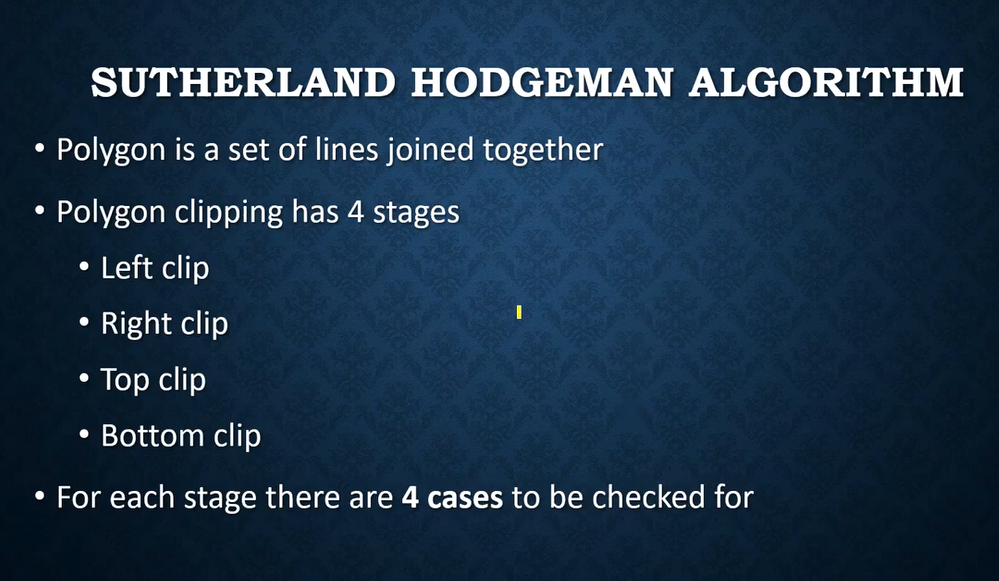 SUTHERLAND HODGEMAN ALGORITHM
• Polygon is a set of lines joined together
• Polygon clipping has 4 stages
• Left clip
• Right clip
• Top clip
• Bottom clip
• For each stage there are 4 cases to be checked for